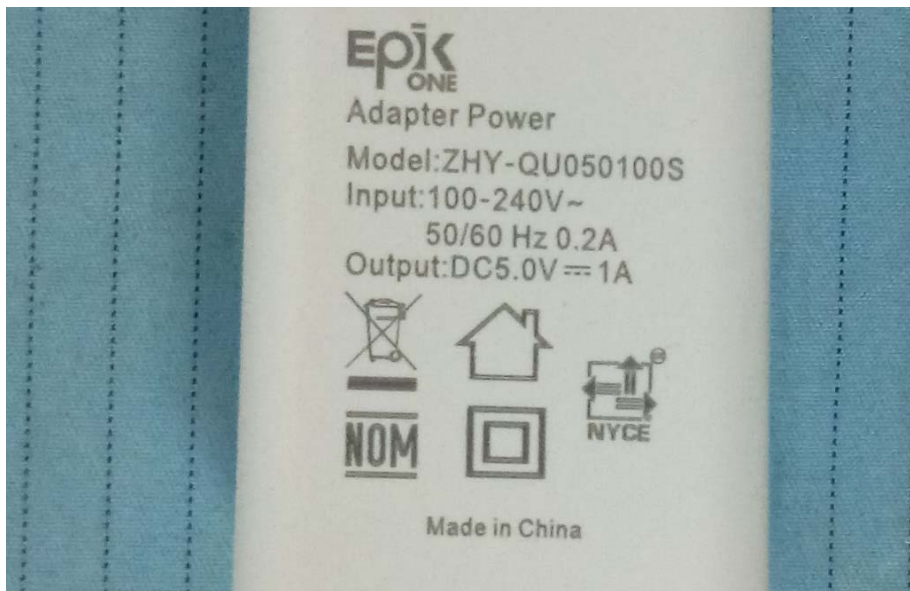 Epik
ONE
Adapter Power
Model:ZHY-QU050100S
Input:100-240V~
50/60 Hz 0.2A
Output:DC5.0V⎓1A
NOM
NYCE
Made in China